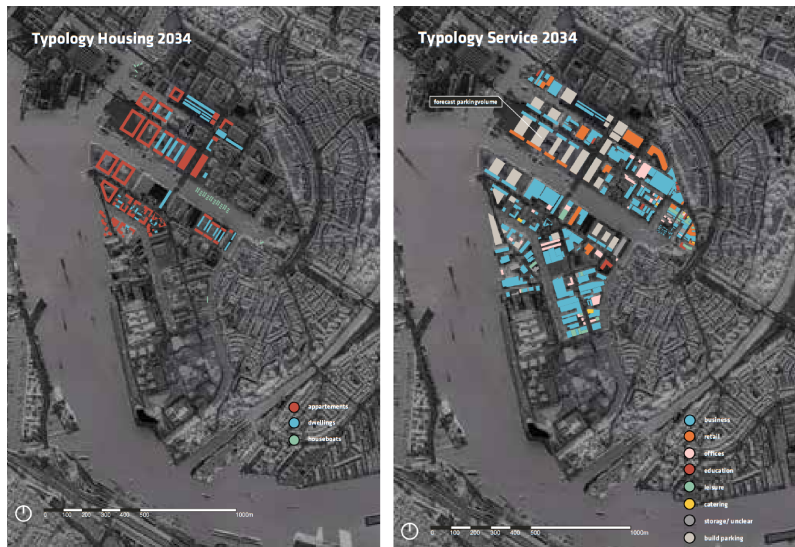 Typology Housing 2034
appartements
dwellings
houseboats
0 100 200 300 400 500 1000m
Typology Service 2034
forecast parkingvolume
business
retail
offices
education
leisure
catering
storage/ unclear
build parking
0 100 200 300 400 500 1000m